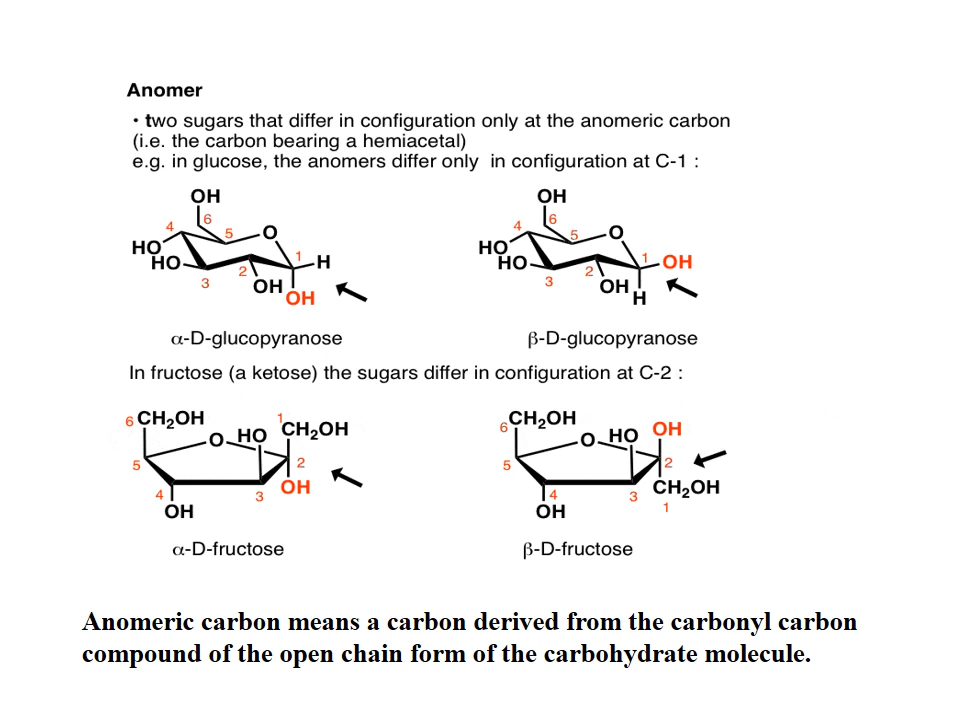 Anomer
• two sugars that differ in configuration only at the anomeric carbon
(i.e. the carbon bearing a hemiacetal)
e.g. in glucose, the anomers differ only in configuration at C-1 :
OH OH
6 6
4 5 O 4 5 O
HO 1 H HO 1 OH
HO 2 HO 2
3 OH 3 OH
OH H
α-D-glucopyranose β-D-glucopyranose
In fructose (a ketose) the sugars differ in configuration at C-2 :
6 CH₂OH 1 6 CH₂OH OH
O HO CH₂OH O HO
5 2 5 2
4 3 OH 4 3 CH₂OH
OH OH 1
α-D-fructose β-D-fructose
Anomeric carbon means a carbon derived from the carbonyl carbon
compound of the open chain form of the carbohydrate molecule.